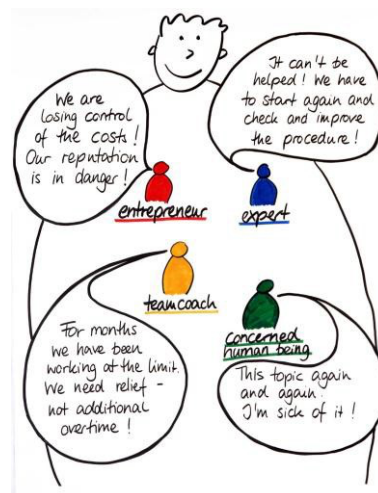 We are
losing control
of the costs!
Our reputation
is in danger!
entrepreneur
It can't be
helped! We have
to start again and
check and improve
the procedure!
expert
teamcoach
For months
we have been
working at the limit.
We need relief -
not additional
overtime!
concerned
human being
This topic again
and again.
I'm sick of it!